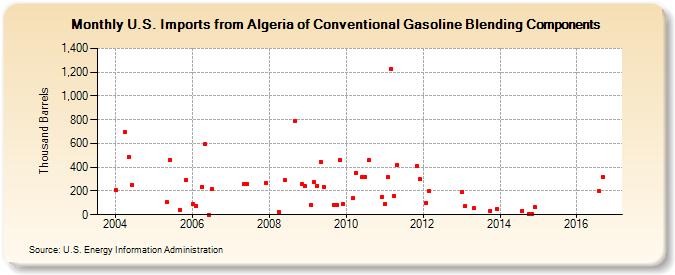 Monthly U.S. Imports from Algeria of Conventional Gasoline Blending Components
Thousand Barrels
1,400
1,200
1,000
800
600
400
200
0
2004 2006 2008 2010 2012 2014 2016
Source: U.S. Energy Information Administration